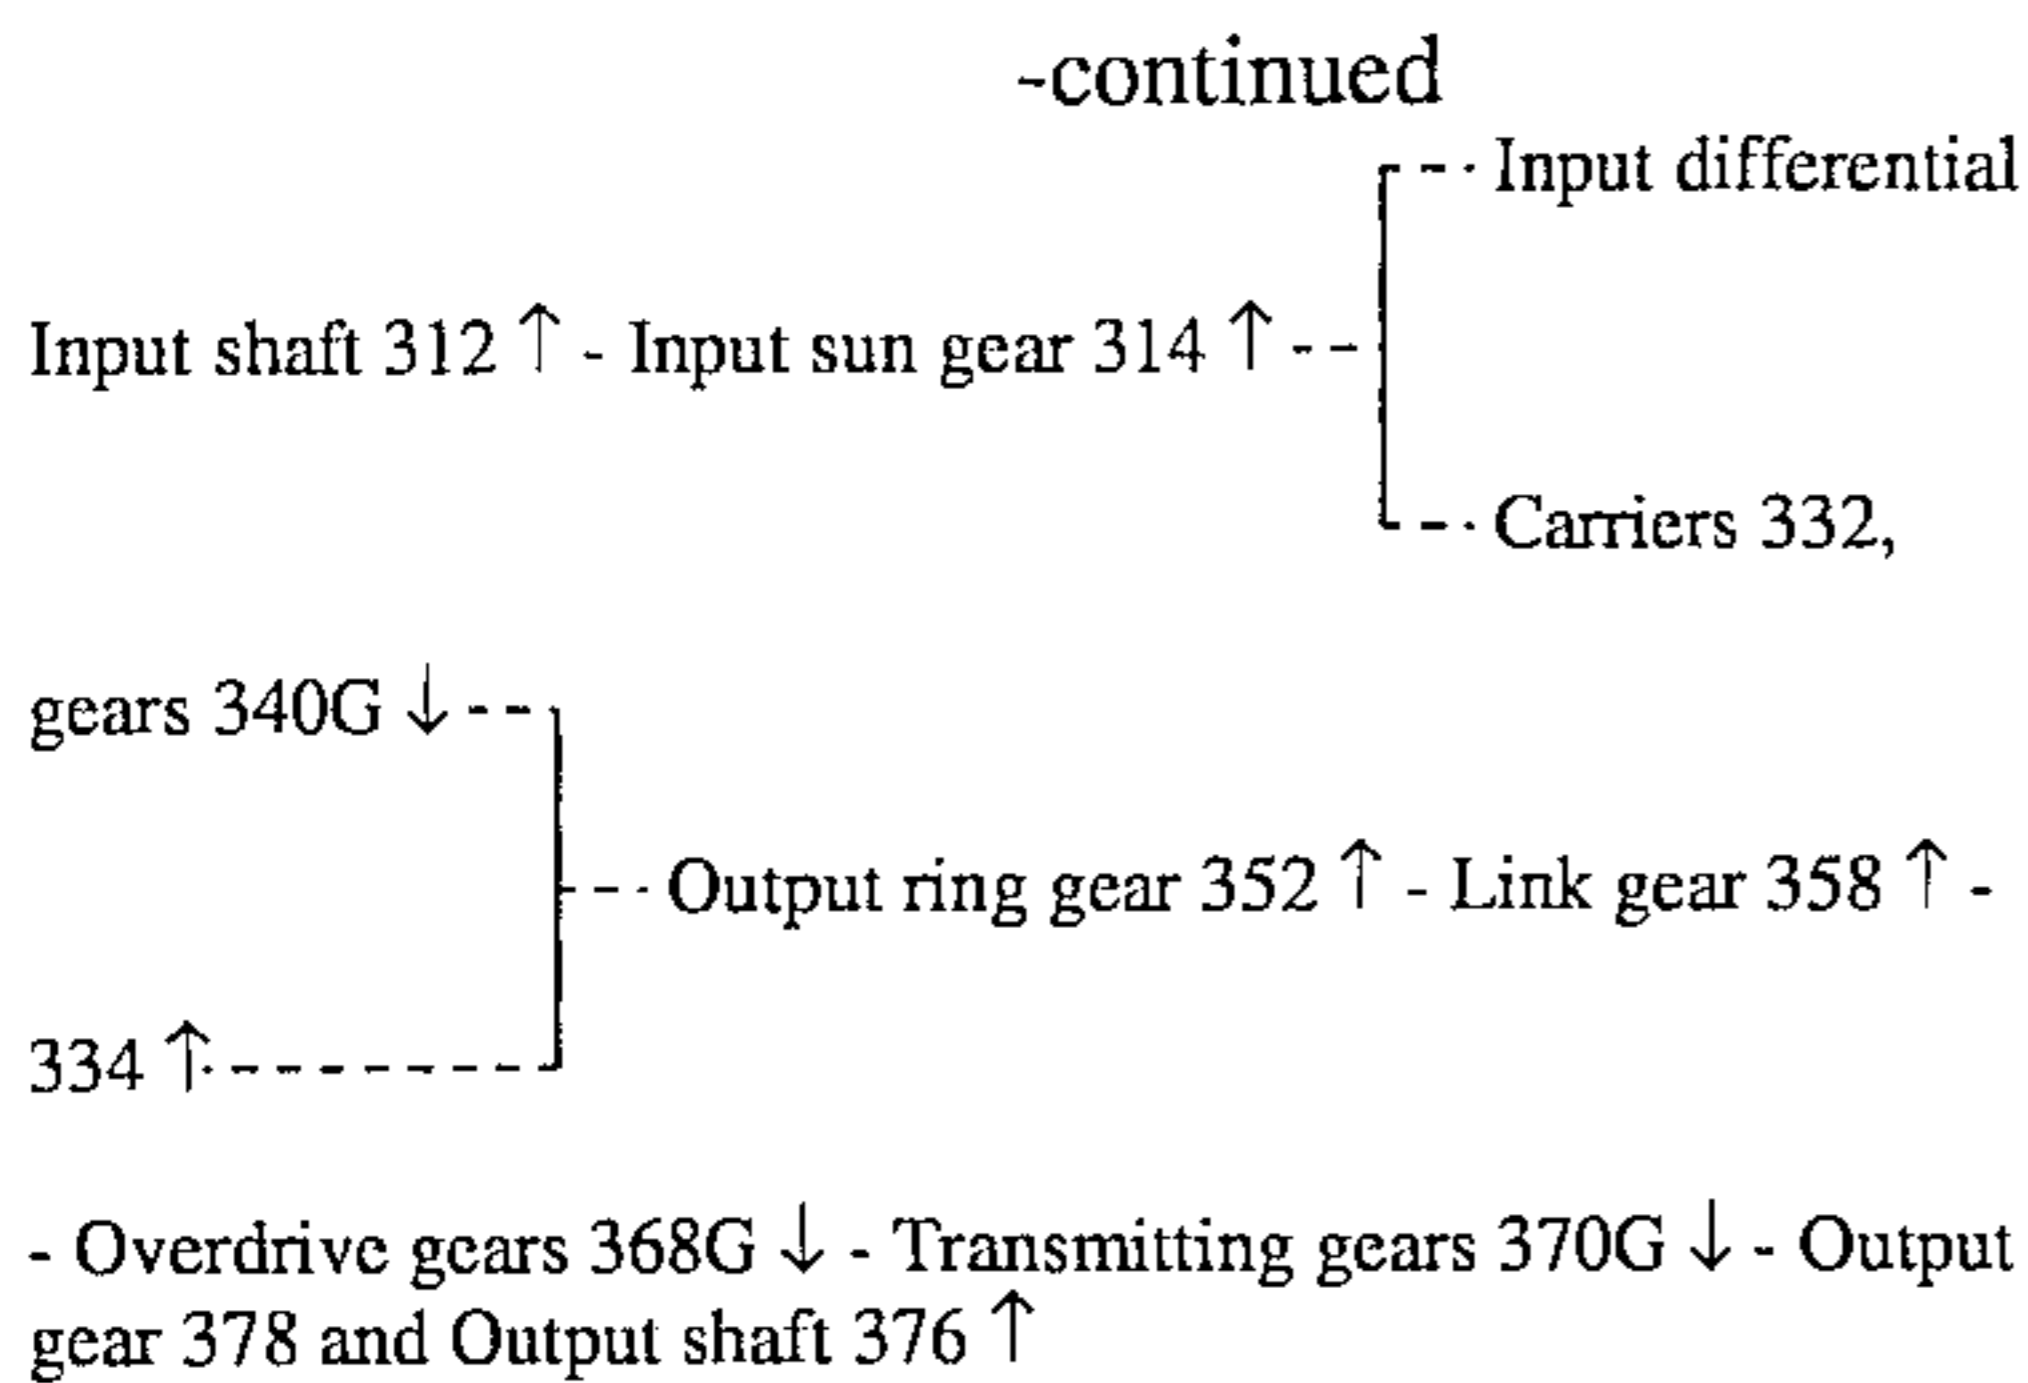 -continued
--- Input differential
Input shaft 312 ↑ - Input sun gear 314 ↑ --
--- Carriers 332,
gears 340G ↓ ---
--- Output ring gear 352 ↑ - Link gear 358 ↑ -
334 ↑ ---------
- Overdrive gears 368G ↓ - Transmitting gears 370G ↓ - Output
gear 378 and Output shaft 376 ↑